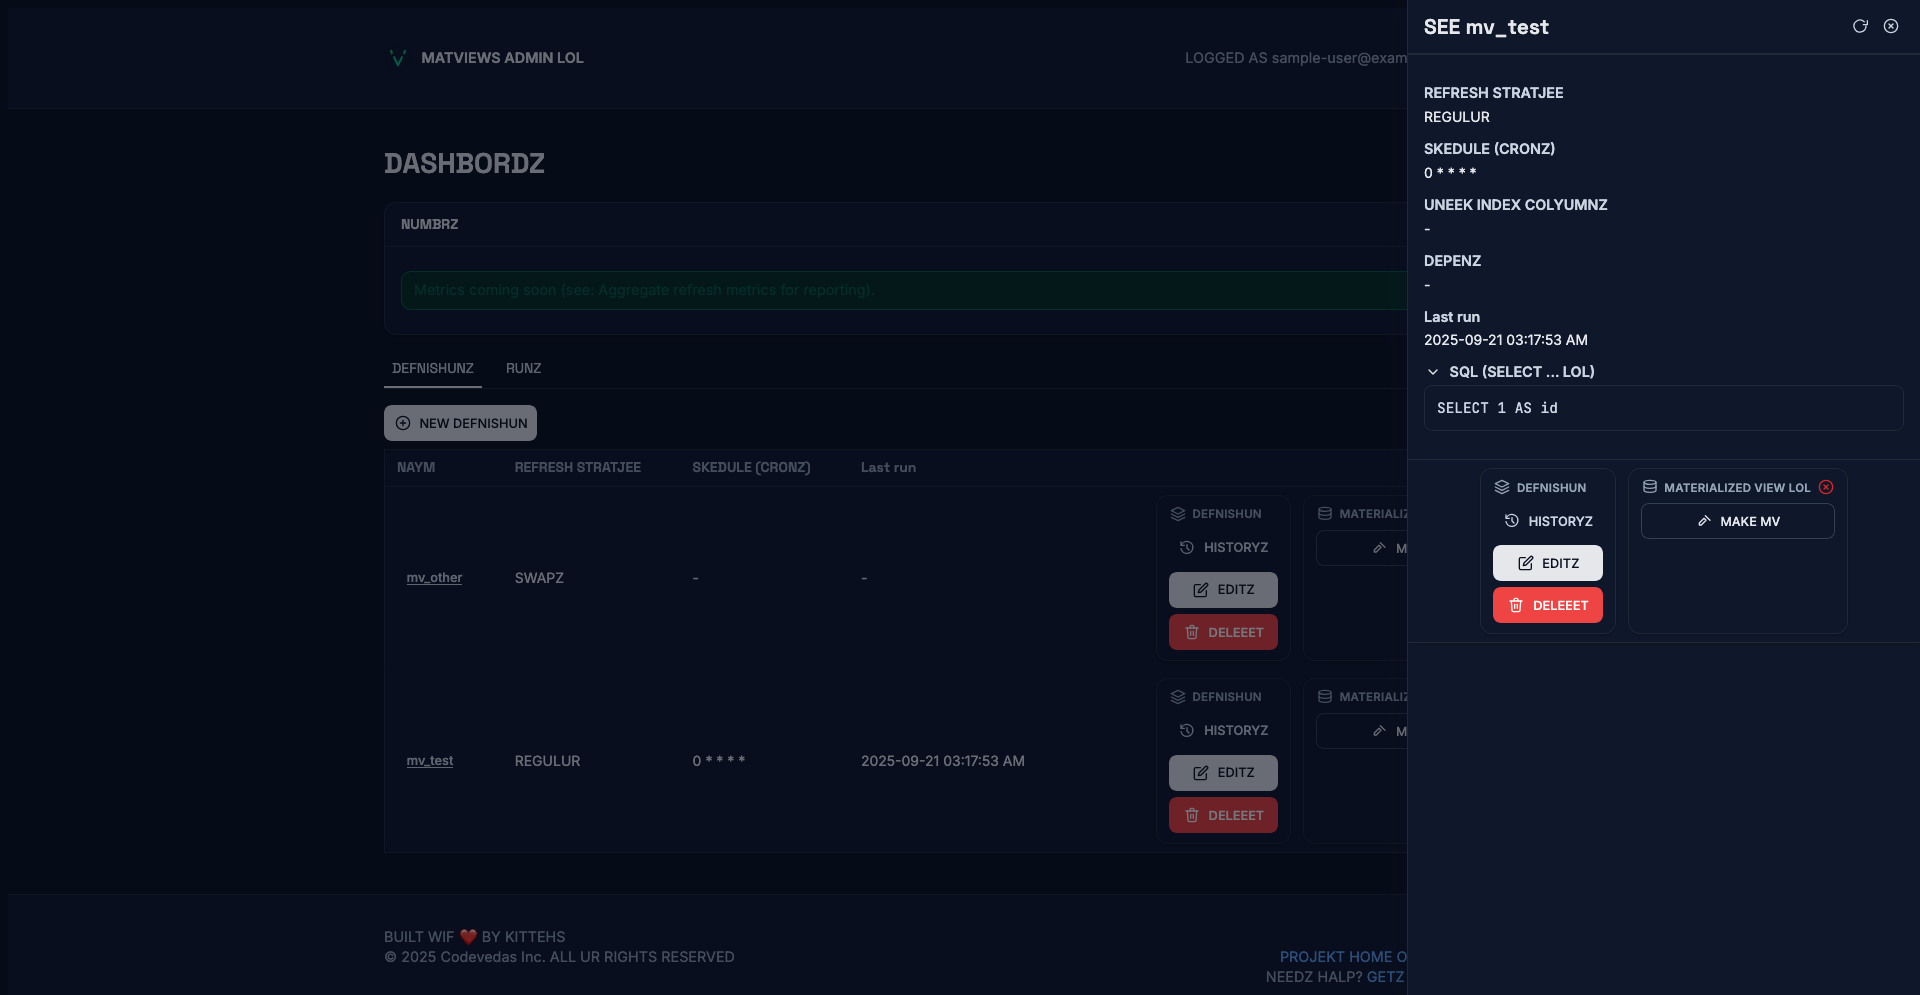 MATVIEWS ADMIN LOL
LOGGED AS sample-user@exam
DASHBORDZ
NUMBRZ
Metrics coming soon (see: Aggregate refresh metrics for reporting).
DEFNISHUNZ RUNZ
NEW DEFNISHUN
NAYM REFRESH STRATJEE SKEDULE (CRONZ) Last run
mv_other SWAPZ - -
DEFNISHUN
HISTORYZ
EDITZ
DELEEET
MATERIALIZ
M
mv_test REGULUR 0 * * * * 2025-09-21 03:17:53 AM
DEFNISHUN
HISTORYZ
EDITZ
DELEEET
MATERIALIZ
M
BUILT WIF ❤️ BY KITTEHS
© 2025 Codevedas Inc. ALL UR RIGHTS RESERVED
PROJEKT HOME O
NEEDZ HALP? GETZ
SEE mv_test
REFRESH STRATJEE
REGULUR
SKEDULE (CRONZ)
0 * * * *
UNEEK INDEX COLYUMNZ
-
DEPENZ
-
Last run
2025-09-21 03:17:53 AM
SQL (SELECT ... LOL)
SELECT 1 AS id
DEFNISHUN
HISTORYZ
EDITZ
DELEEET
MATERIALIZED VIEW LOL
MAKE MV